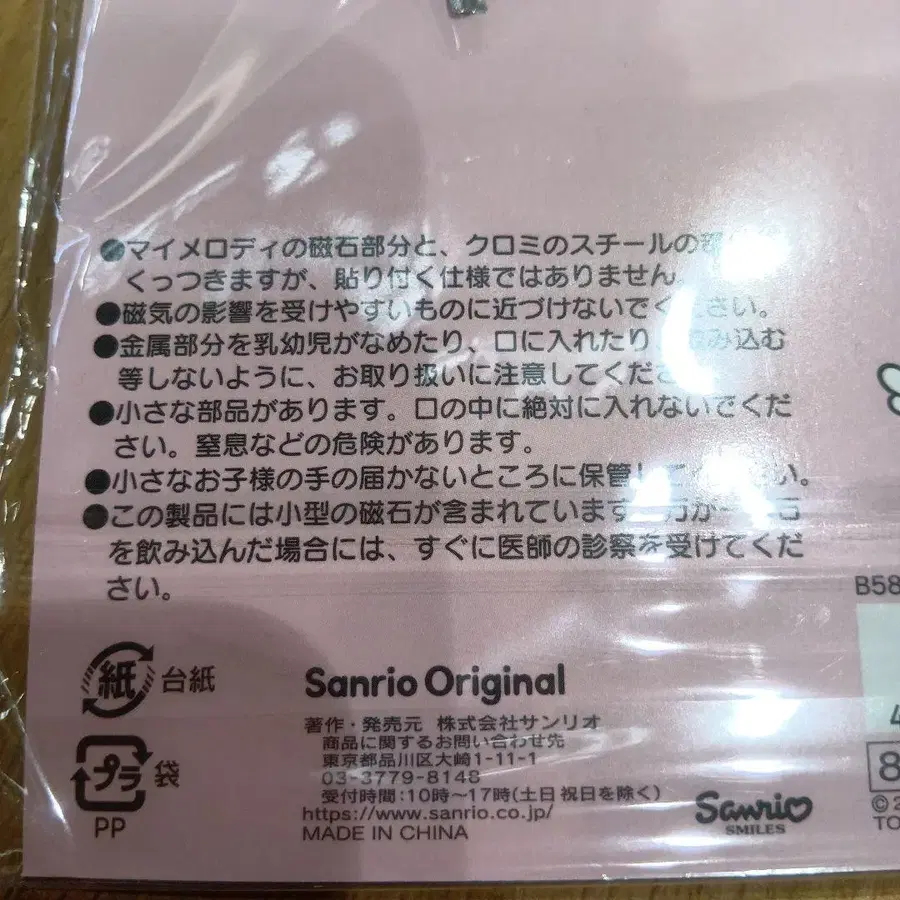 ●マイメロディの磁石部分と、クロミのスチールの
くっつきますが、貼り付く仕様ではありません
●磁気の影響を受けやすいものに近づけないでください。
●金属部分を乳幼児がなめたり、口に入れたり 込む
等しないように、お取り扱いに注意してくださ
●小さな部品があります。口の中に絶対に入れないでくだ
さい。窒息などの危険があります。
●小さなお子様の手の届かないところに保管してください。
●この製品には小型の磁石が含まれています
を飲み込んだ場合には、すぐに医師の診察を受けてくだ
さい。
B58
紙 台紙
プラ 袋
PP
Sanrio Original
著作・発売元 株式会社サンリオ
商品に関するお問い合わせ先
東京都品川区大崎1-11-1
03-3779-8148
受付時間:10時〜17時(土日祝日を除く)
https://www.sanrio.co.jp/
MADE IN CHINA
Sanrio
SMILES
4
8
©2
TO